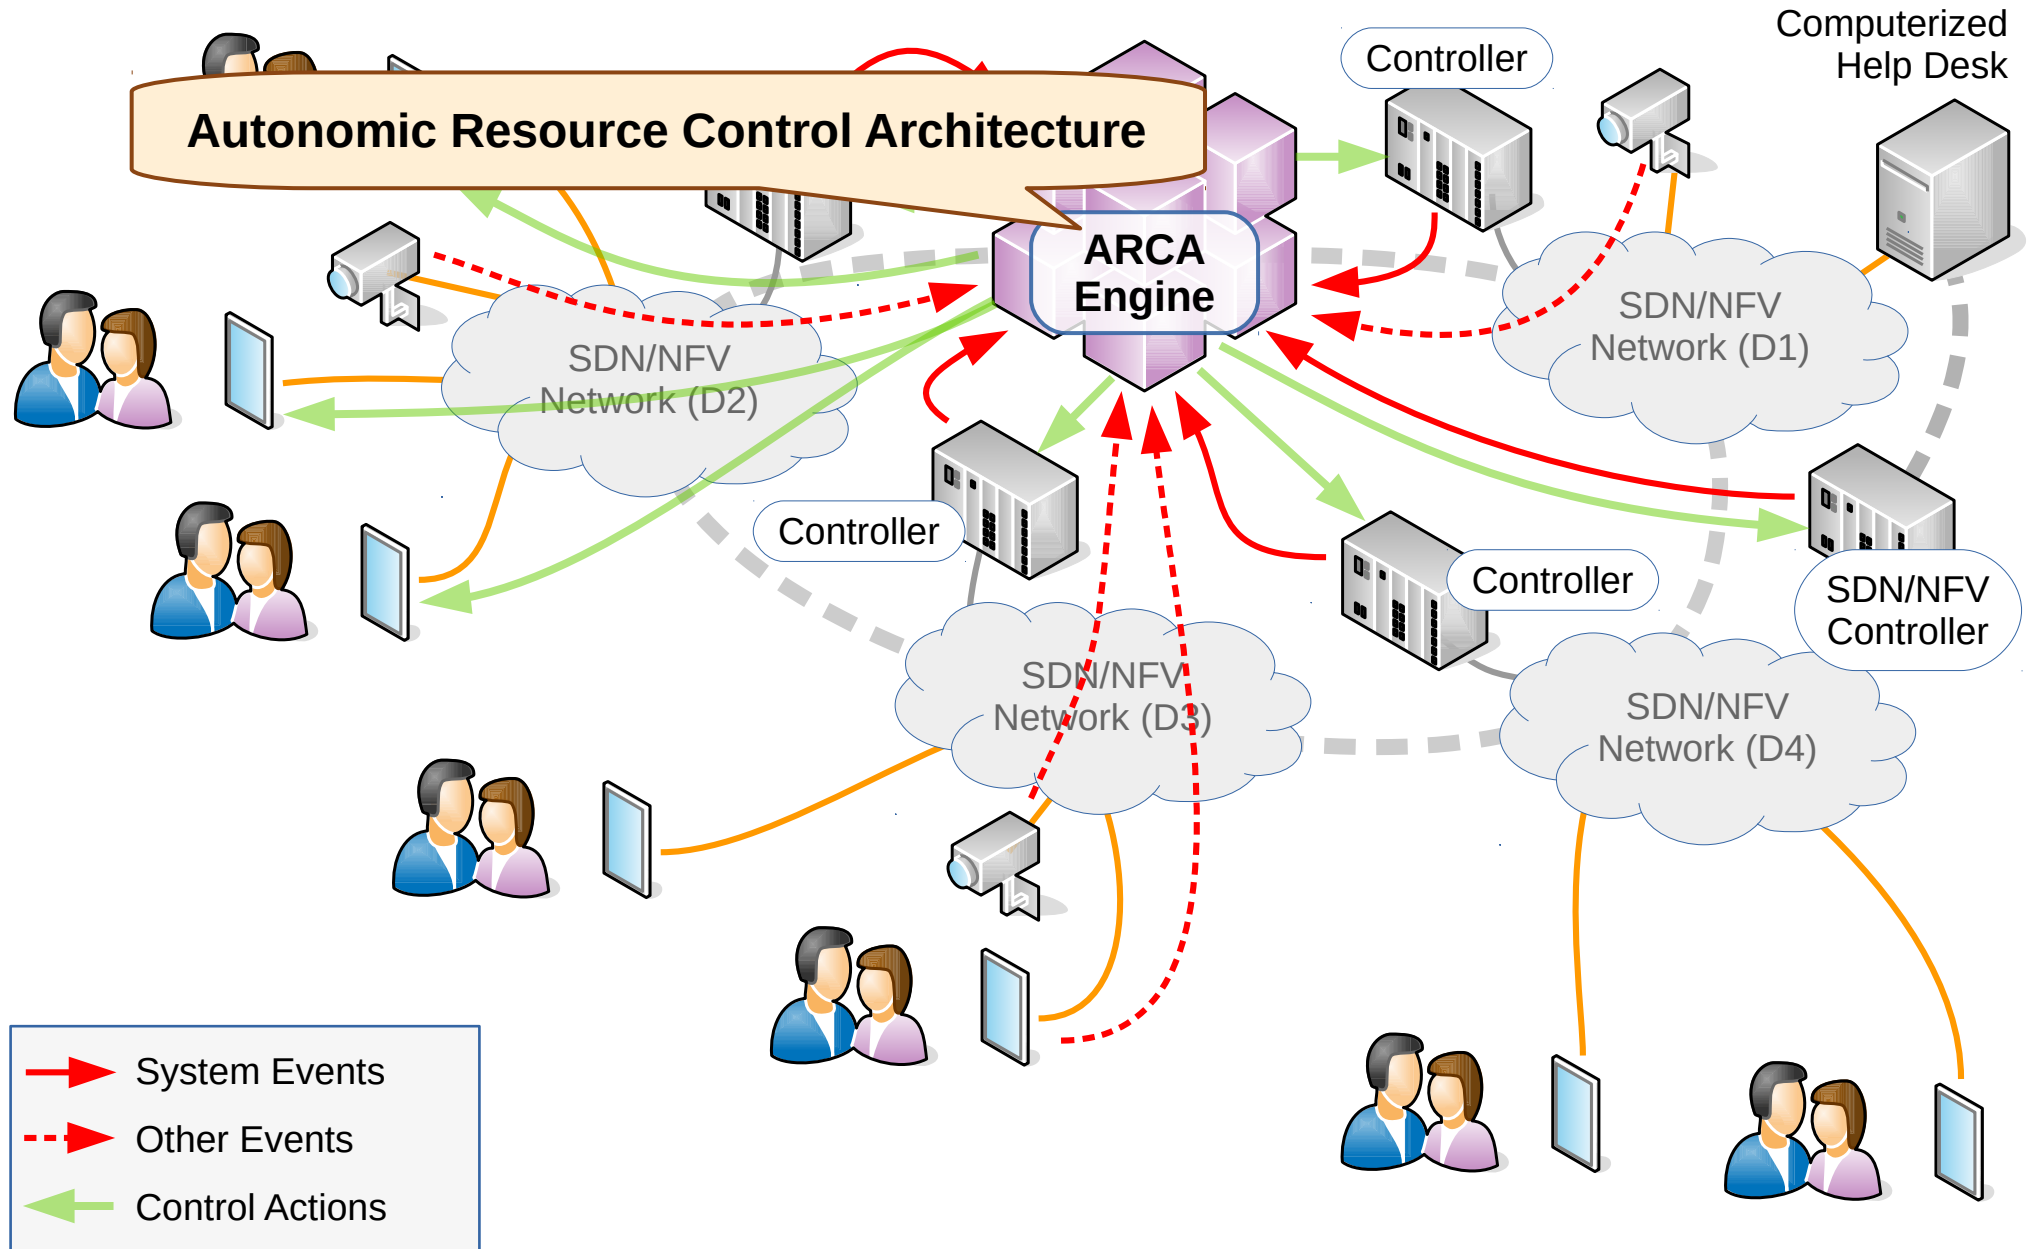 Computerized
Help Desk
Controller
Autonomic Resource Control Architecture
ARCA
Engine
SDN/NFV
Network (D1)
SDN/NFV
Network (D2)
Controller
Controller
SDN/NFV
Controller
SDN/NFV
Network (D3)
SDN/NFV
Network (D4)
System Events
Other Events
Control Actions